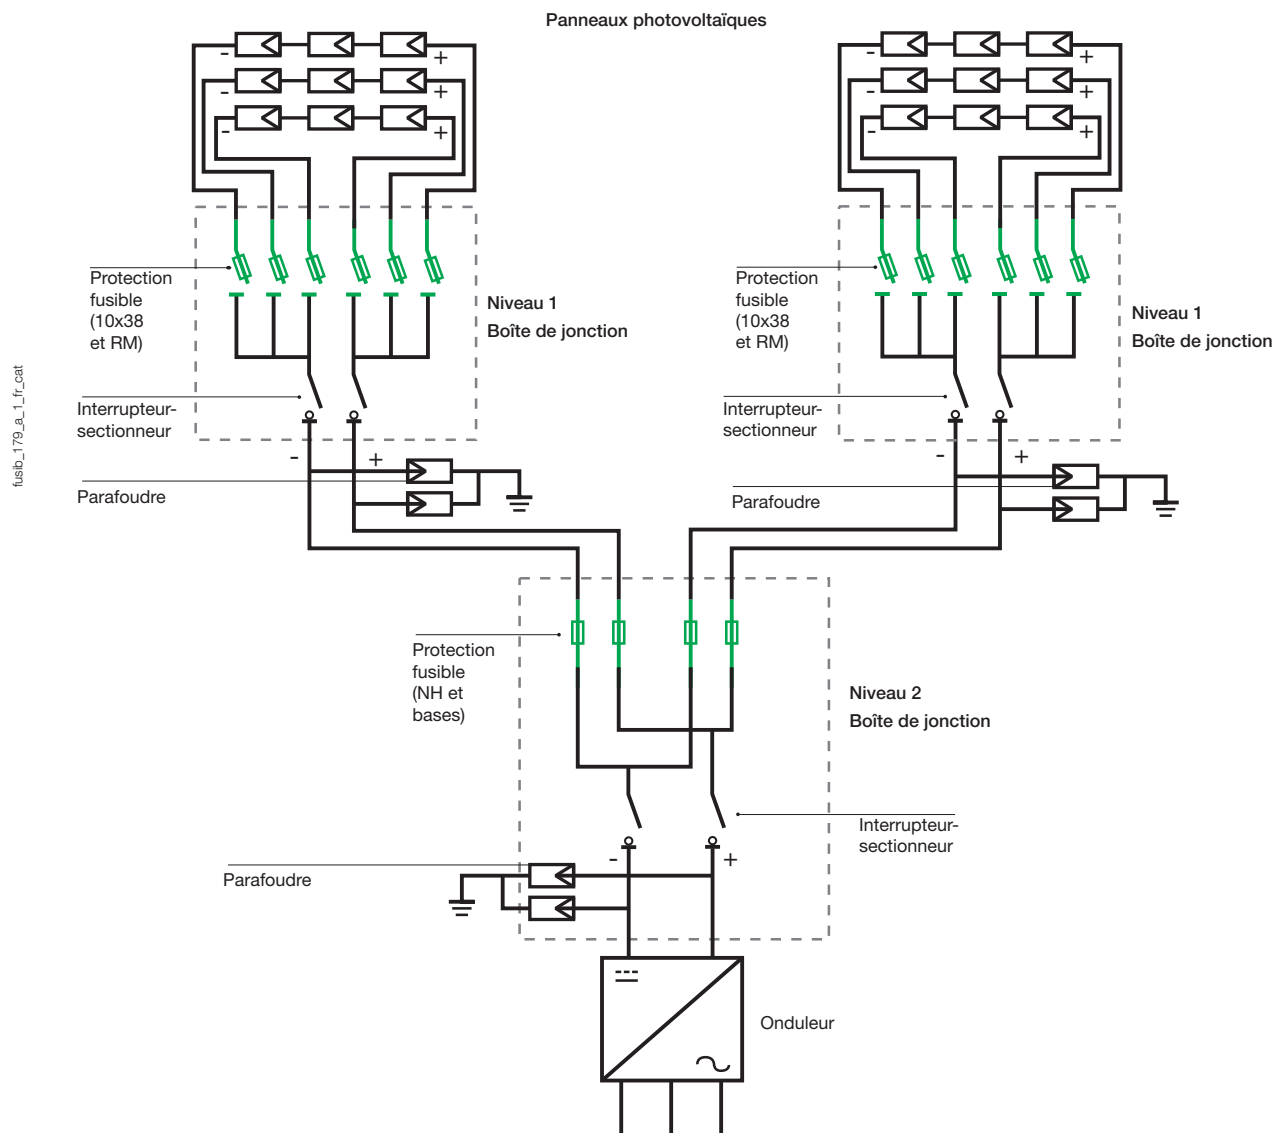 Panneaux photovoltaïques
-
+
-
+
-
+
-
+
-
+
-
+
Protection
fusible
(10x38
et RM)
Niveau 1
Boîte de jonction
Interrupteur-
sectionneur
-
+
Parafoudre
Protection
fusible
(10x38
et RM)
Niveau 1
Boîte de jonction
Interrupteur-
sectionneur
-
+
Parafoudre
fusib_179_a_1_fr_cat
Protection
fusible
(NH et
bases)
Niveau 2
Boîte de jonction
Interrupteur-
sectionneur
-
+
Parafoudre
Onduleur